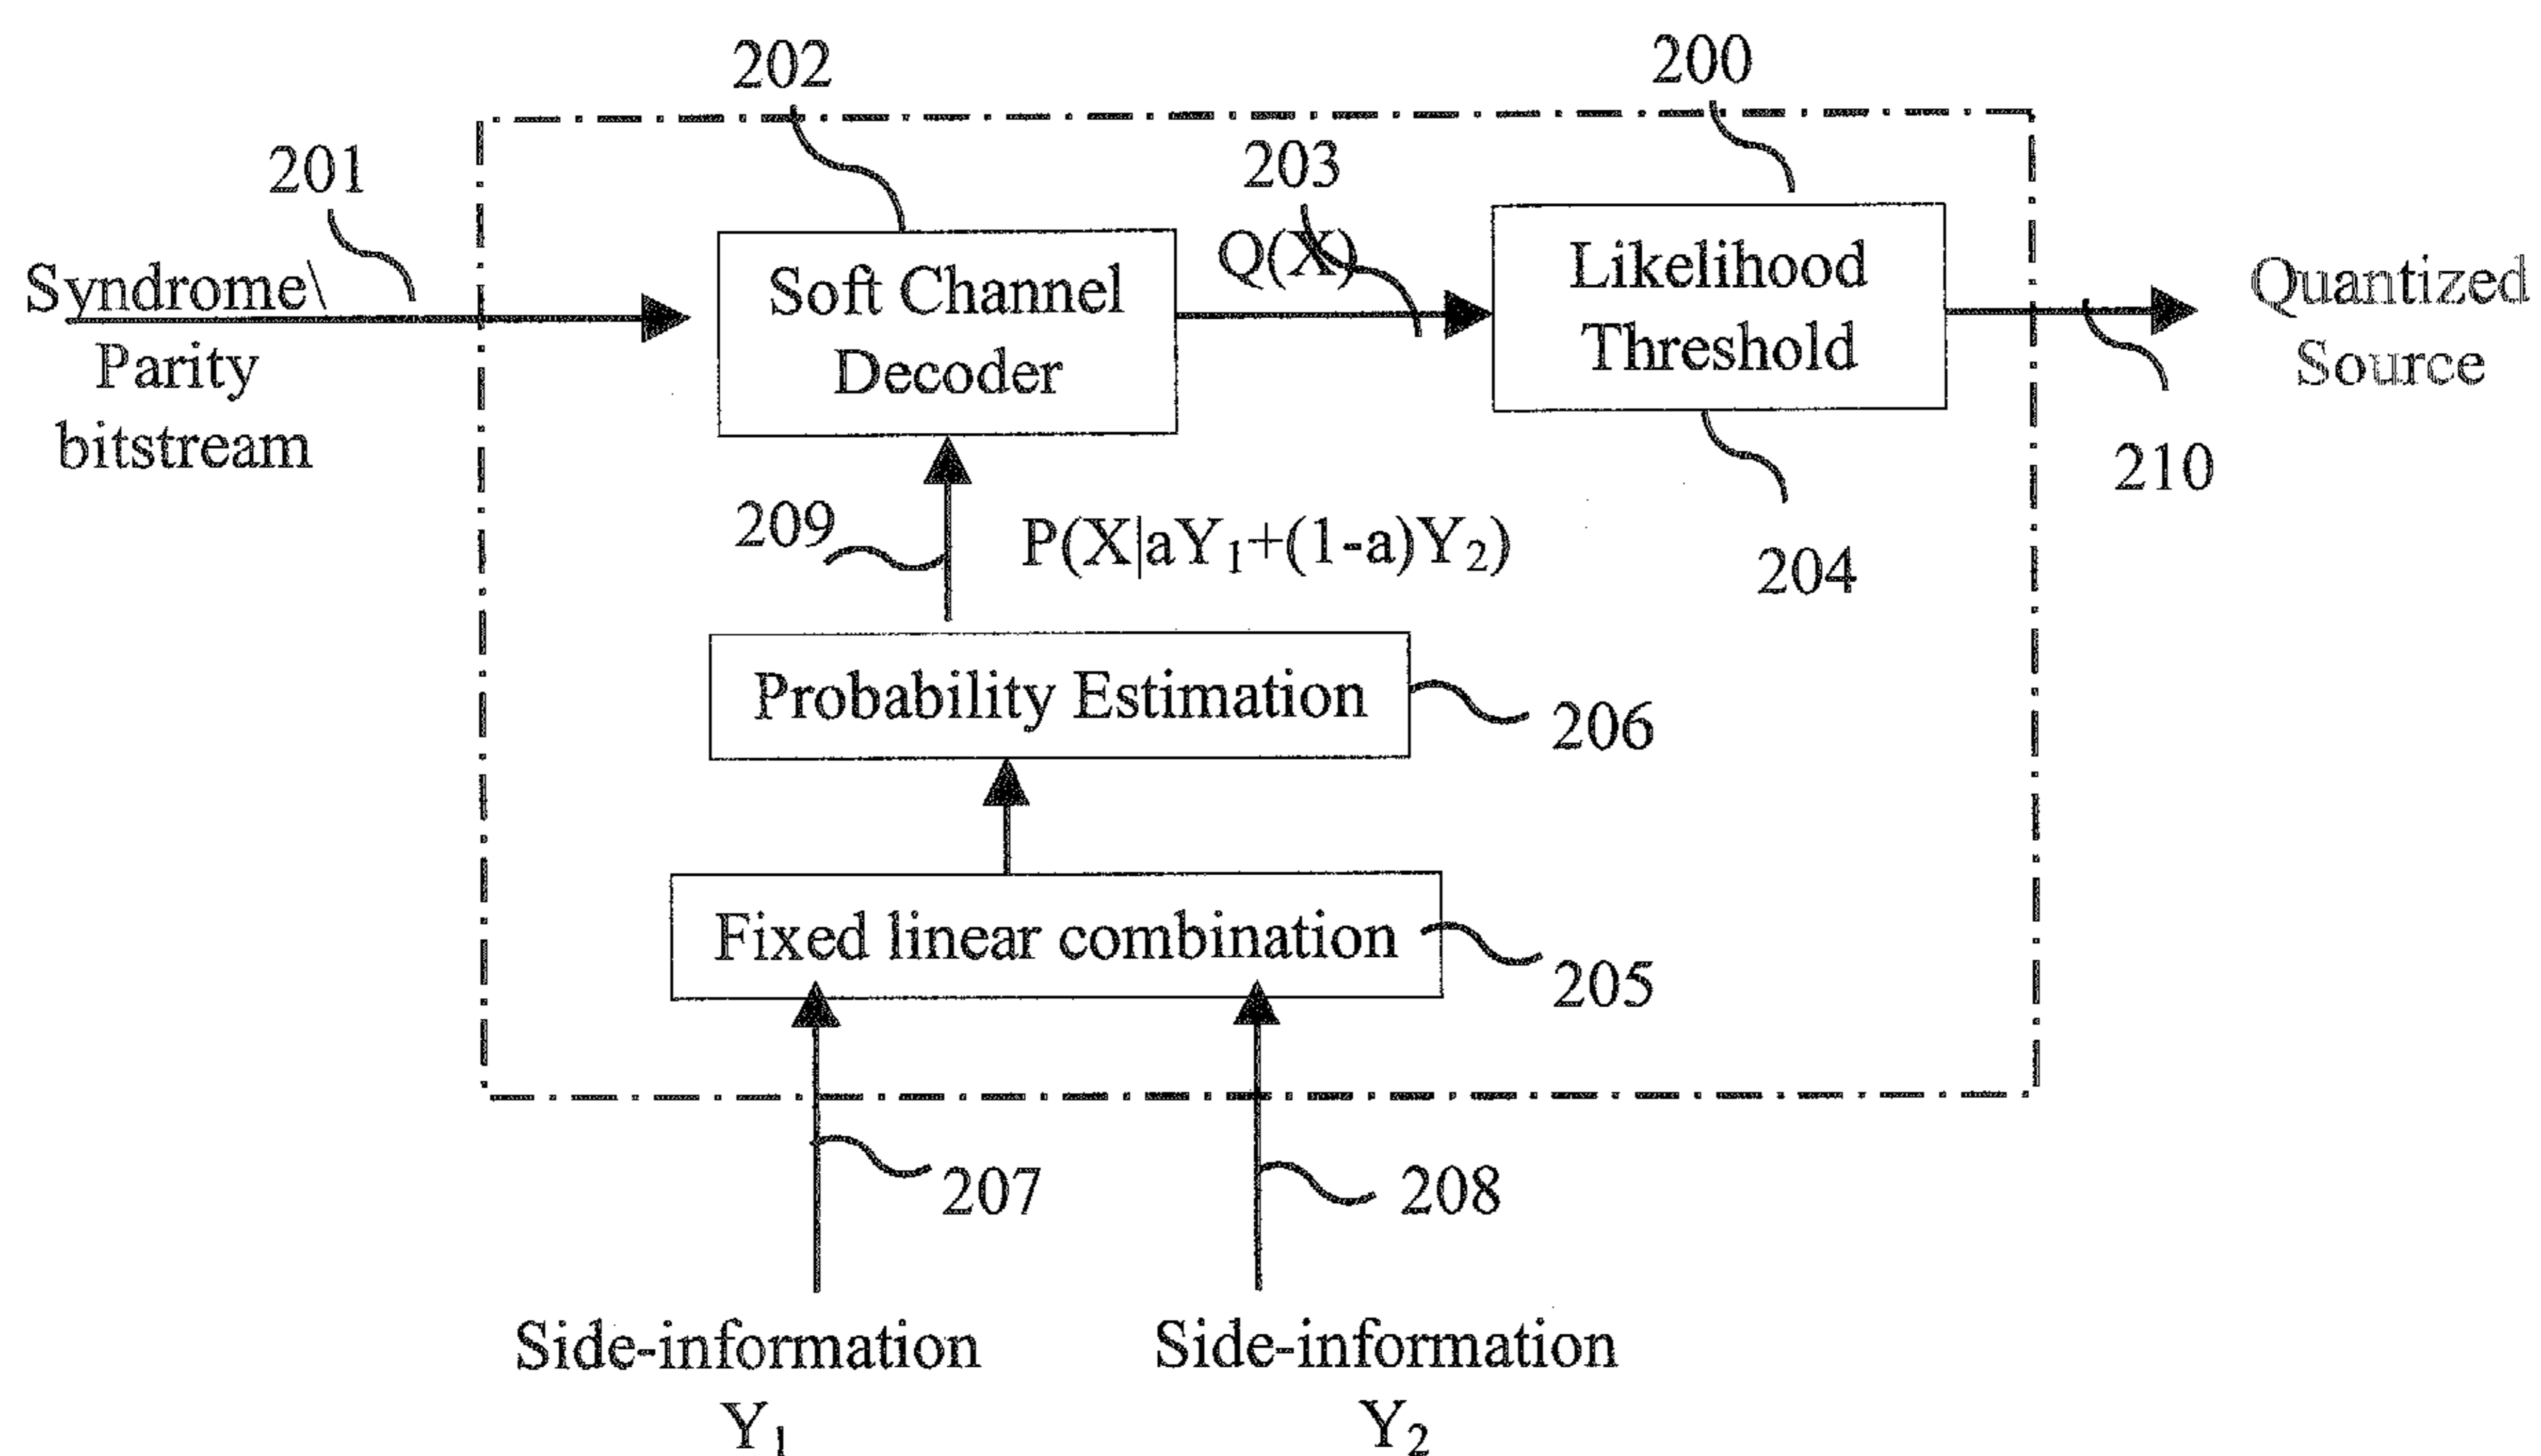 202
200
201
203
Syndrome\
Parity
bitstream
Soft Channel
Decoder
Q(X)
Likelihood
Threshold
Quantized
Source
210
209
P(X|aY₁+(1-a)Y₂)
204
Probability Estimation
206
Fixed linear combination
205
207
208
Side-information
Y₁
Side-information
Y₂